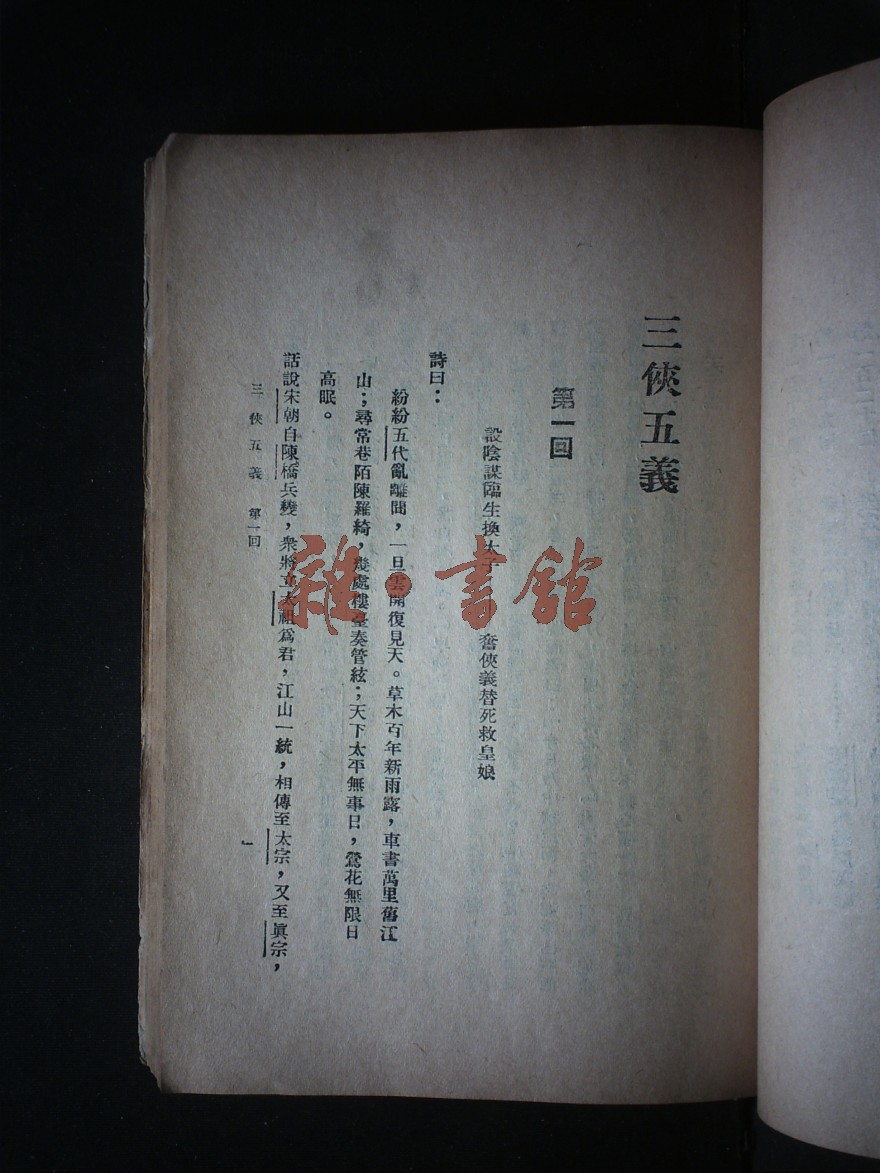 三俠五義
第一回
設陰謀臨生換太子 奮俠義替死救皇娘
詩曰：
紛紛五代亂離間，一旦雲開復見天。草木百年新雨露，車書萬里舊江
山；尋常巷陌陳羅綺，幾處樓臺奏管絃；天下太平無事日，鶯花無限日
高眠。
話說宋朝自陳橋兵變，衆將立太祖爲君，江山一統，相傳至太宗，又至眞宗，
三俠五義 第一回
一
雜·書館